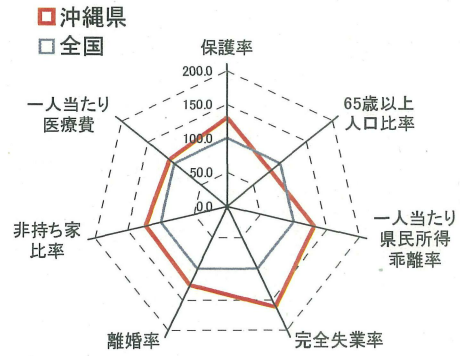 沖縄県
全国
保護率
200.0
150.0
100.0
50.0
0.0
65歳以上
人口比率
一人当たり
県民所得
乖離率
完全失業率
離婚率
非持ち家
比率
一人当たり
医療費